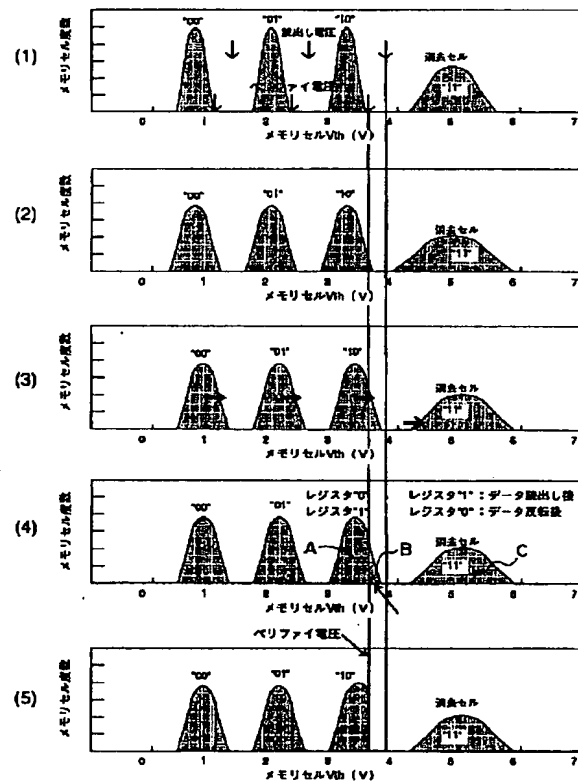 (1)
メモリセル度数
"00" "01" "10"
読出し電圧
消去セル
"11"
ベリファイ電圧
0 1 2 3 4 5 6 7
メモリセルVth (V)
(2)
メモリセル度数
"00" "01" "10"
消去セル
"11"
0 1 2 3 4 5 6 7
メモリセルVth (V)
(3)
メモリセル度数
"00" "01" "10"
消去セル
"11"
0 1 2 3 4 5 6 7
メモリセルVth (V)
(4)
メモリセル度数
レジスタ"0" レジスタ"1":データ読出し後
レジスタ"1" レジスタ"0":データ反転後
"00" "01" "10"
A B C
消去セル
"11"
0 1 2 3 4 5 6 7
メモリセルVth (V)
ベリファイ電圧
(5)
メモリセル度数
"00" "01" "10"
消去セル
"11"
0 1 2 3 4 5 6 7
メモリセルVth (V)